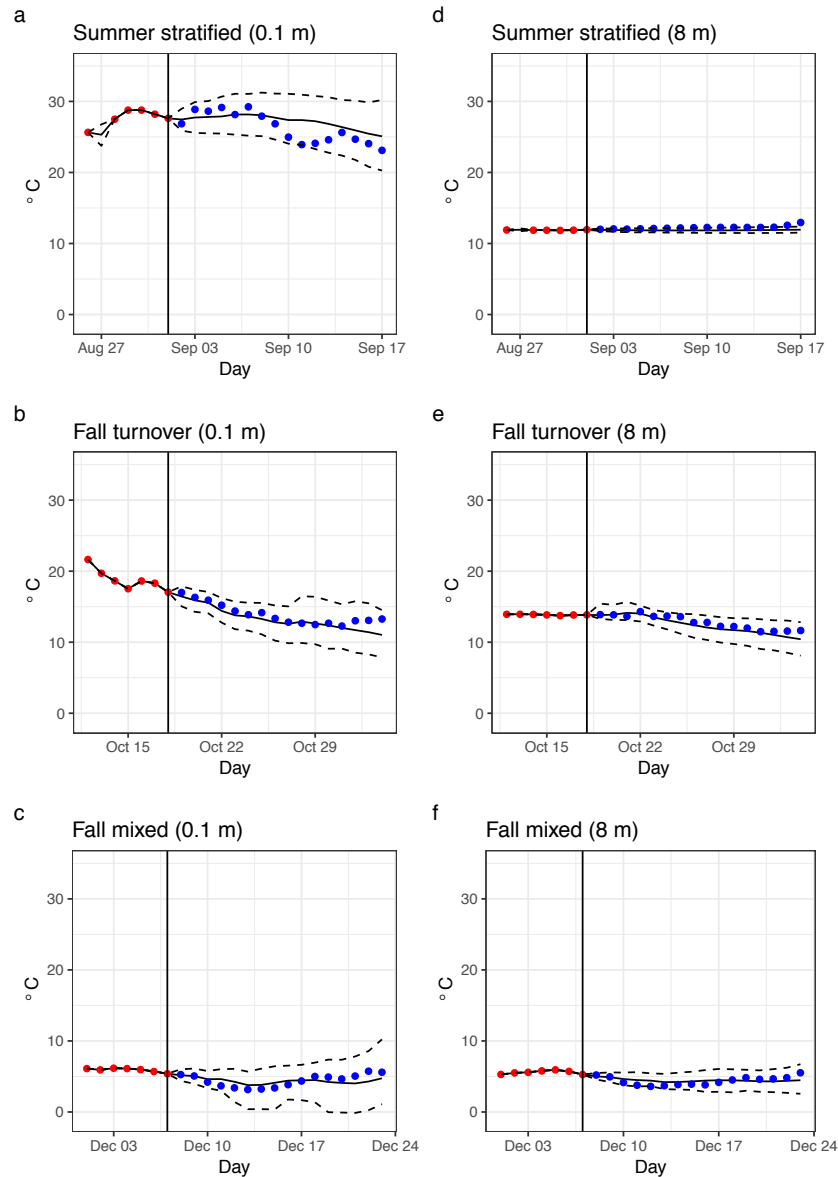 a
Summer stratified (0.1 m)
30
20
10
0
° C
Aug 27 Sep 03 Sep 10 Sep 17
Day
d
Summer stratified (8 m)
30
20
10
0
° C
Aug 27 Sep 03 Sep 10 Sep 17
Day
b
Fall turnover (0.1 m)
30
20
10
0
° C
Oct 15 Oct 22 Oct 29
Day
e
Fall turnover (8 m)
30
20
10
0
° C
Oct 15 Oct 22 Oct 29
Day
c
Fall mixed (0.1 m)
30
20
10
0
° C
Dec 03 Dec 10 Dec 17 Dec 24
Day
f
Fall mixed (8 m)
30
20
10
0
° C
Dec 03 Dec 10 Dec 17 Dec 24
Day